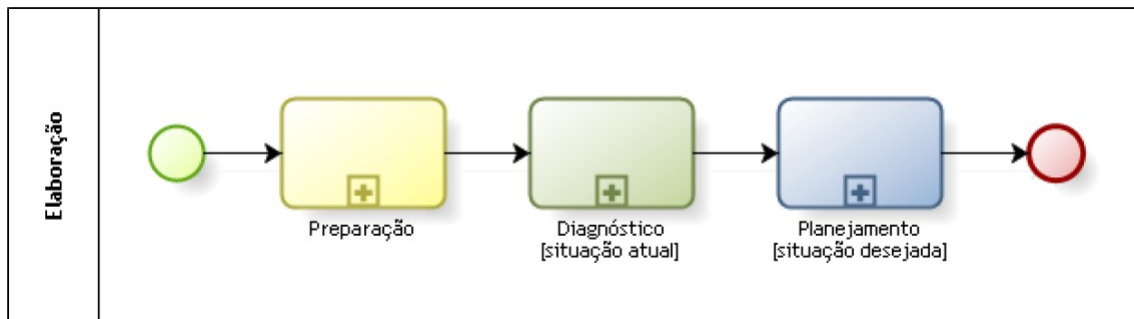 Elaboração
Preparação
Diagnóstico
[situação atual]
Planejamento
[situação desejada]